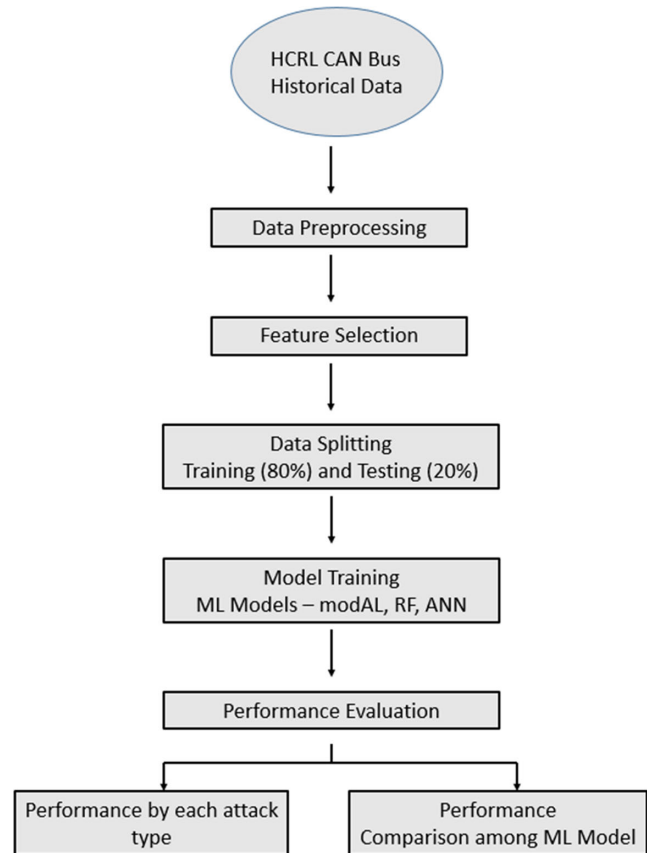 HCRL CAN Bus
Historical Data
Data Preprocessing
Feature Selection
Data Splitting
Training (80%) and Testing (20%)
Model Training
ML Models – modAL, RF, ANN
Performance Evaluation
Performance by each attack
type
Performance
Comparison among ML Model